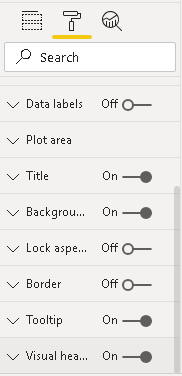 Search
Data labels Off
Plot area
Title On
Backgrou... On
Lock aspe... Off
Border Off
Tooltip On
Visual hea... On